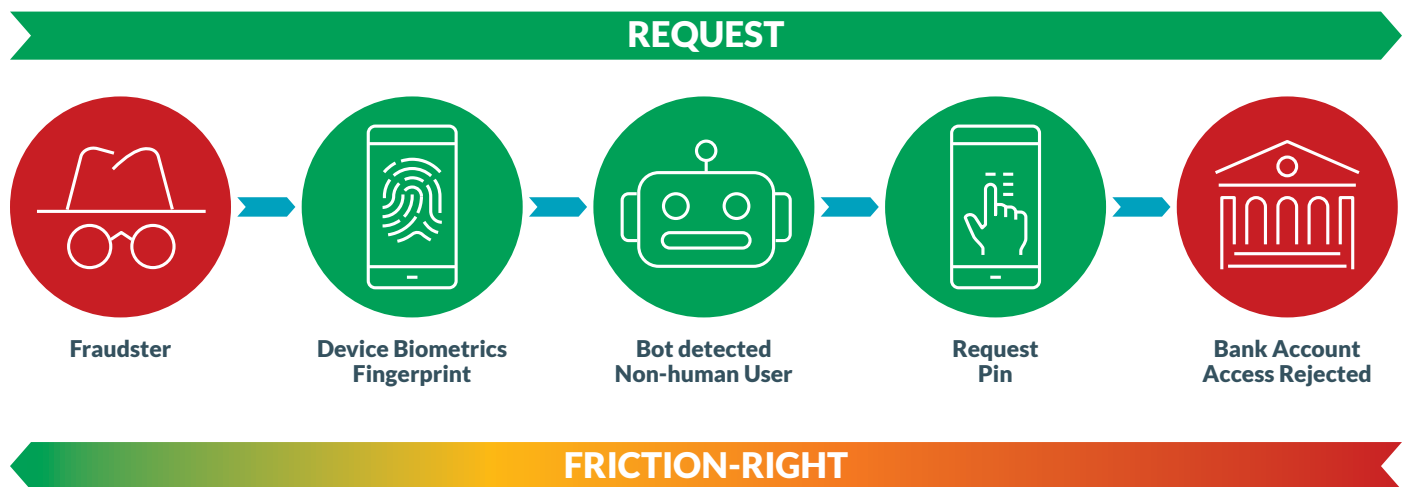 REQUEST
Fraudster
Device Biometrics
Fingerprint
Bot detected
Non-human User
Request
Pin
Bank Account
Access Rejected
FRICTION-RIGHT